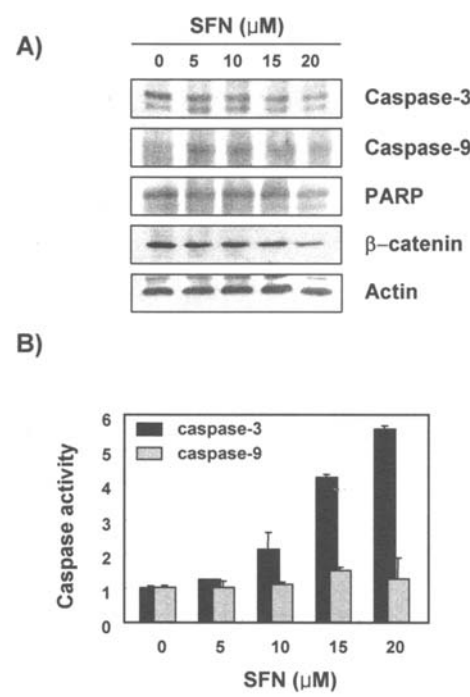 SFN (µM)
A)
0 5 10 15 20
Caspase-3
Caspase-9
PARP
β–catenin
Actin
B)
6
5
4
3
2
1
0
Caspase activity
caspase-3
caspase-9
0 5 10 15 20
SFN (µM)